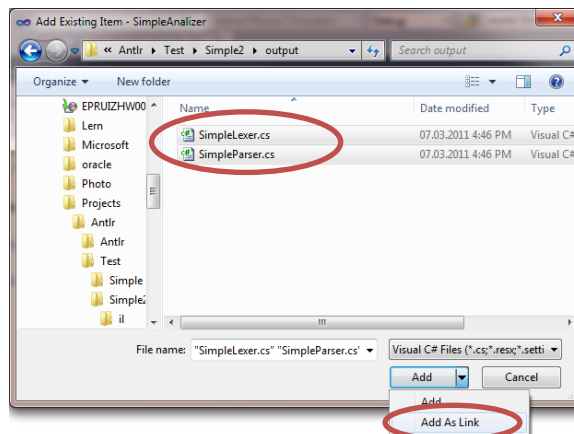 Add Existing Item - SimpleAnalizer
« Antlr Test Simple2 output Search output
Organize New folder
EPRUIZHW00 Name Date modified Type
Lern SimpleLexer.cs 07.03.2011 4:46 PM Visual C#
Microsoft SimpleParser.cs 07.03.2011 4:46 PM Visual C#
oracle
Photo
Projects
Antlr
Antlr
Test
Simple
Simple2
il
File name: "SimpleLexer.cs" "SimpleParser.cs' Visual C# Files (*.cs;*.resx;*.setti
Add Cancel
Add
Add As Link